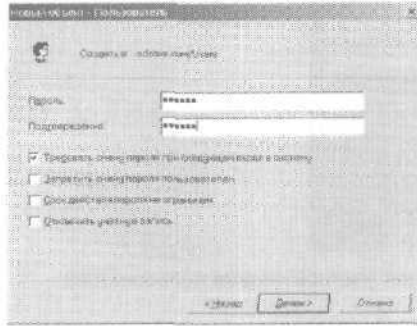 Новый объект - Пользователь
Создать в:
Пароль:
Подтверждение:
Требовать смену пароля при следующем входе в систему
Запретить смену пароля пользователем
Срок действия пароля не ограничен
Отключить учетную запись
< Назад
Далее >
Отмена